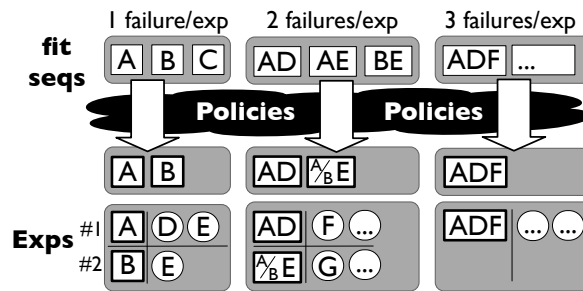 1 failure/exp 2 failures/exp 3 failures/exp
fit seqs A B C AD AE BE ADF ...
Policies Policies
A B AD A/B E ADF
Exps #1 A D E AD F ... ADF ... ...
#2 B E A/B E G ...